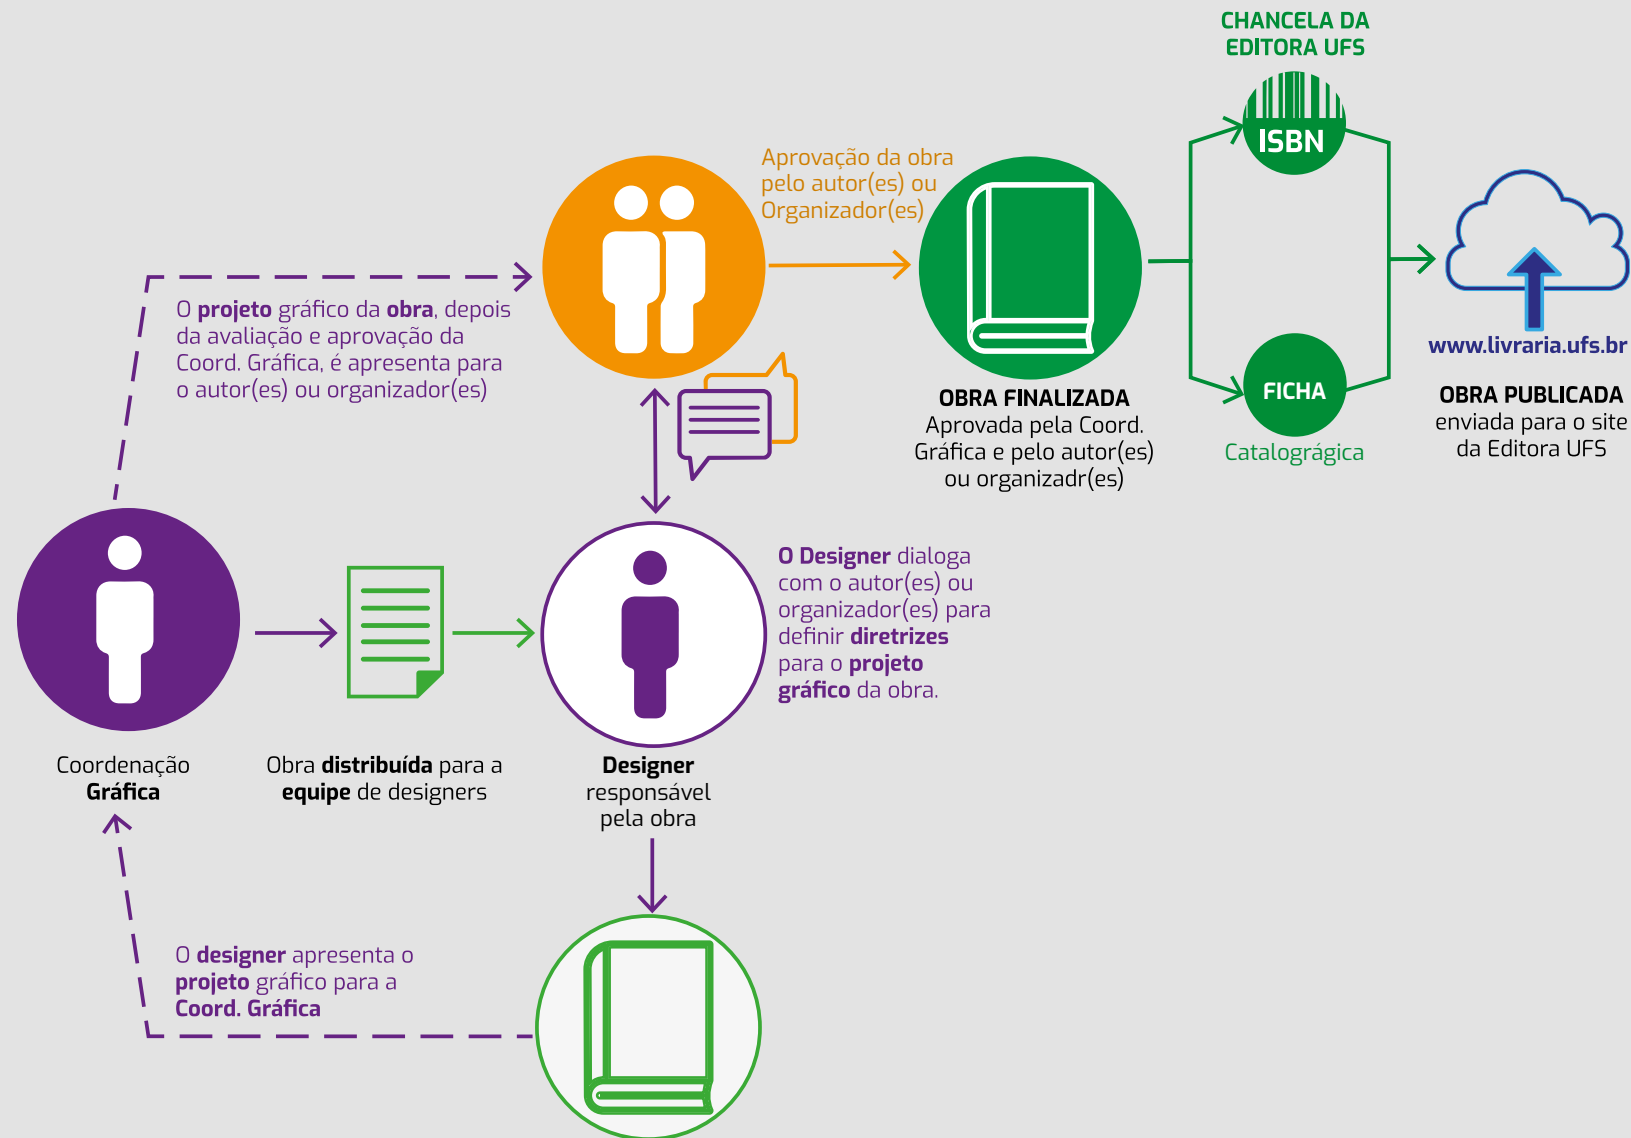 CHANCELA DA
EDITORA UFS
ISBN
Aprovação da obra
pelo autor(es) ou
Organizador(es)
O projeto gráfico da obra, depois
da avaliação e aprovação da
Coord. Gráfica, é apresenta para
o autor(es) ou organizador(es)
www.livraria.ufs.br
FICHA
Catalográgica
OBRA FINALIZADA
Aprovada pela Coord.
Gráfica e pelo autor(es)
ou organizadr(es)
OBRA PUBLICADA
enviada para o site
da Editora UFS
O Designer dialoga
com o autor(es) ou
organizador(es) para
definir diretrizes
para o projeto
gráfico da obra.
Coordenação
Gráfica
Obra distribuída para a
equipe de designers
Designer
responsável
pela obra
O designer apresenta o
projeto gráfico para a
Coord. Gráfica